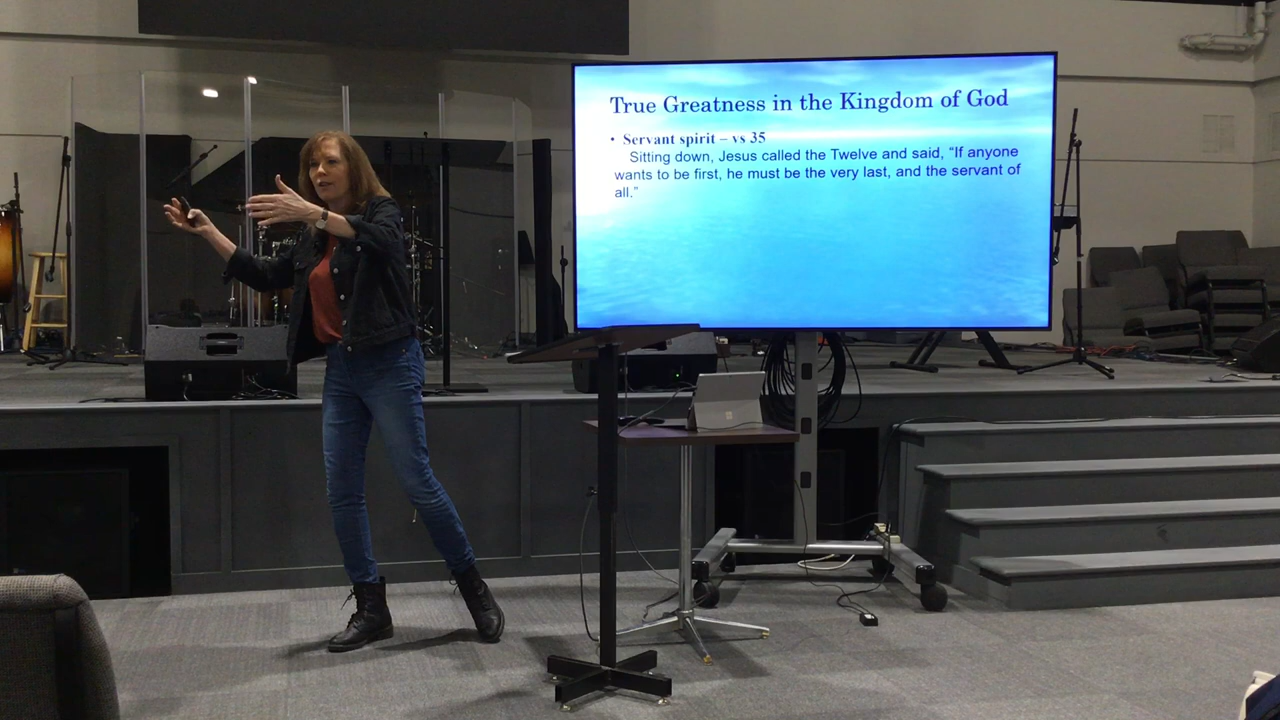 True Greatness in the Kingdom of God
• Servant spirit – vs 35
Sitting down, Jesus called the Twelve and said, “If anyone
wants to be first, he must be the very last, and the servant of
all.”